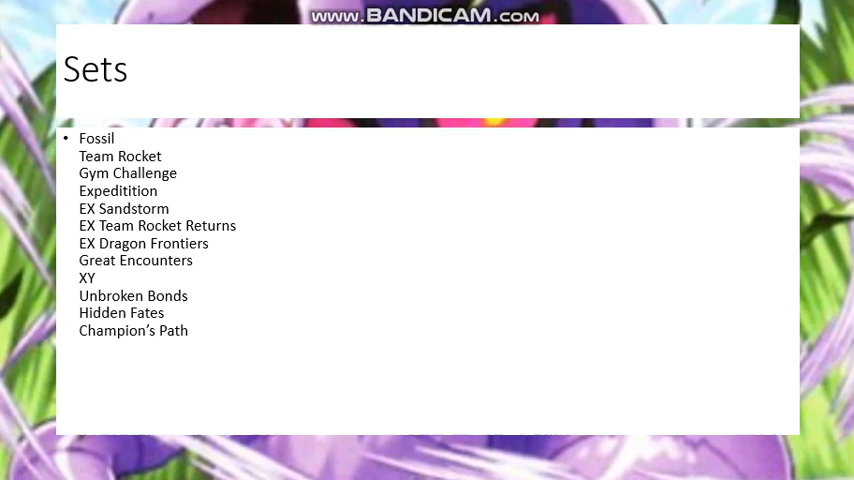 www.BANDICAM.com
Sets
• Fossil
Team Rocket
Gym Challenge
Expeditition
EX Sandstorm
EX Team Rocket Returns
EX Dragon Frontiers
Great Encounters
XY
Unbroken Bonds
Hidden Fates
Champion’s Path